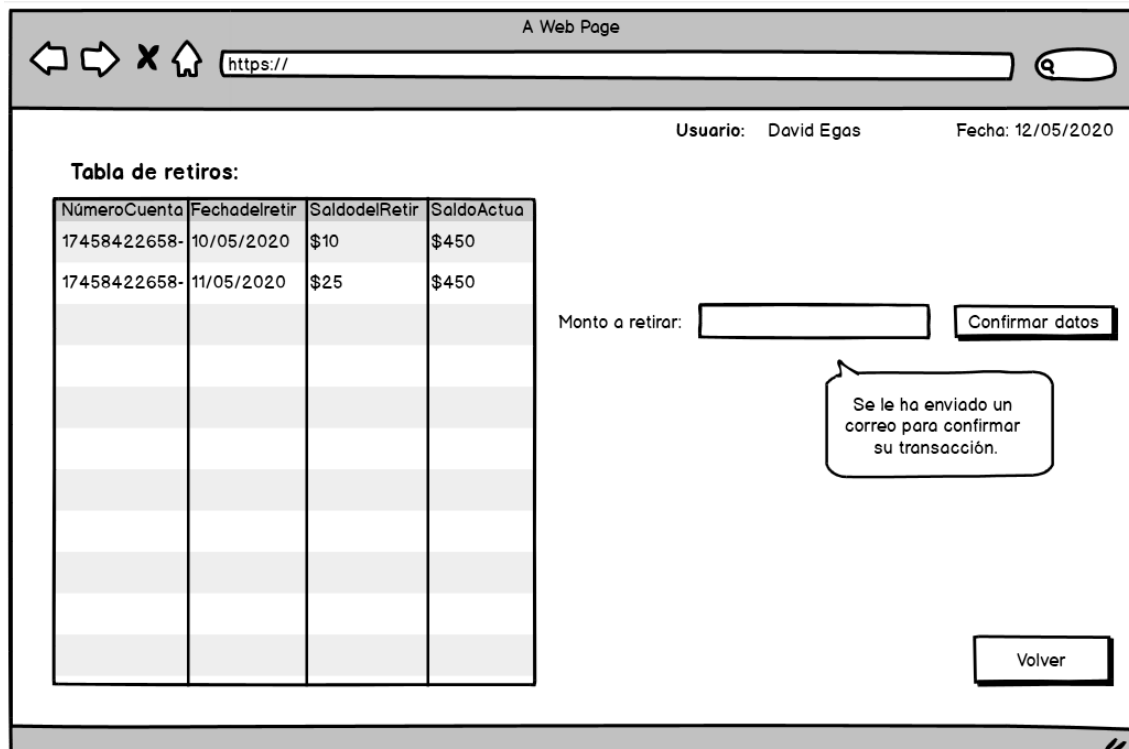 A Web Page
https://
Usuario: David Egas Fecha: 12/05/2020
Tabla de retiros:
NúmeroCuenta Fechadelretir SaldodelRetir SaldoActua
17458422658- 10/05/2020 $10 $450
17458422658- 11/05/2020 $25 $450
Monto a retirar: Confirmar datos
Se le ha enviado un
correo para confirmar
su transacción.
Volver